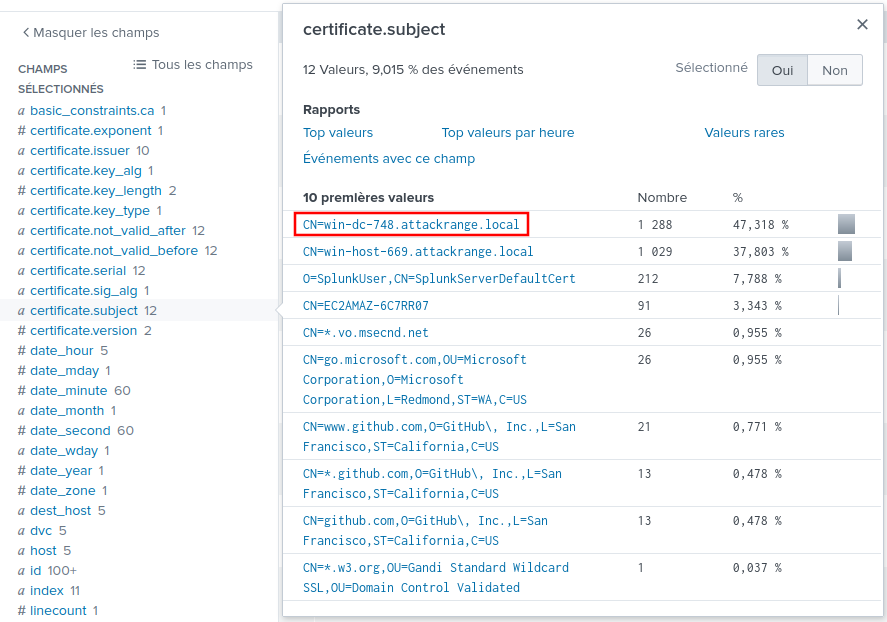 Masquer les champs
CHAMPS
SÉLECTIONNÉS
Tous les champs
a basic_constraints.ca 1
# certificate.exponent 1
a certificate.issuer 10
a certificate.key_alg 1
# certificate.key_length 2
a certificate.key_type 1
a certificate.not_valid_after 12
a certificate.not_valid_before 12
a certificate.serial 12
a certificate.sig_alg 1
a certificate.subject 12
# certificate.version 2
# date_hour 5
# date_mday 1
# date_minute 60
a date_month 1
# date_second 60
a date_wday 1
# date_year 1
# date_zone 1
a dest_host 5
a dvc 5
a host 5
a id 100+
a index 11
# linecount 1
certificate.subject
12 Valeurs, 9,015 % des événements
Sélectionné
Oui
Non
Rapports
Top valeurs
Top valeurs par heure
Valeurs rares
Événements avec ce champ
10 premières valeurs Nombre %
CN=win-dc-748.attackrange.local 1 288 47,318 %
CN=win-host-669.attackrange.local 1 029 37,803 %
O=SplunkUser,CN=SplunkServerDefaultCert 212 7,788 %
CN=EC2AMAZ-6C7RR07 91 3,343 %
CN=*.vo.msecnd.net 26 0,955 %
CN=go.microsoft.com,OU=Microsoft 26 0,955 %
Corporation,O=Microsoft
Corporation,L=Redmond,ST=WA,C=US
CN=www.github.com,O=GitHub\, Inc.,L=San 21 0,771 %
Francisco,ST=California,C=US
CN=*.github.com,O=GitHub\, Inc.,L=San 13 0,478 %
Francisco,ST=California,C=US
CN=github.com,O=GitHub\, Inc.,L=San 13 0,478 %
Francisco,ST=California,C=US
CN=*.w3.org,OU=Gandi Standard Wildcard 1 0,037 %
SSL,OU=Domain Control Validated